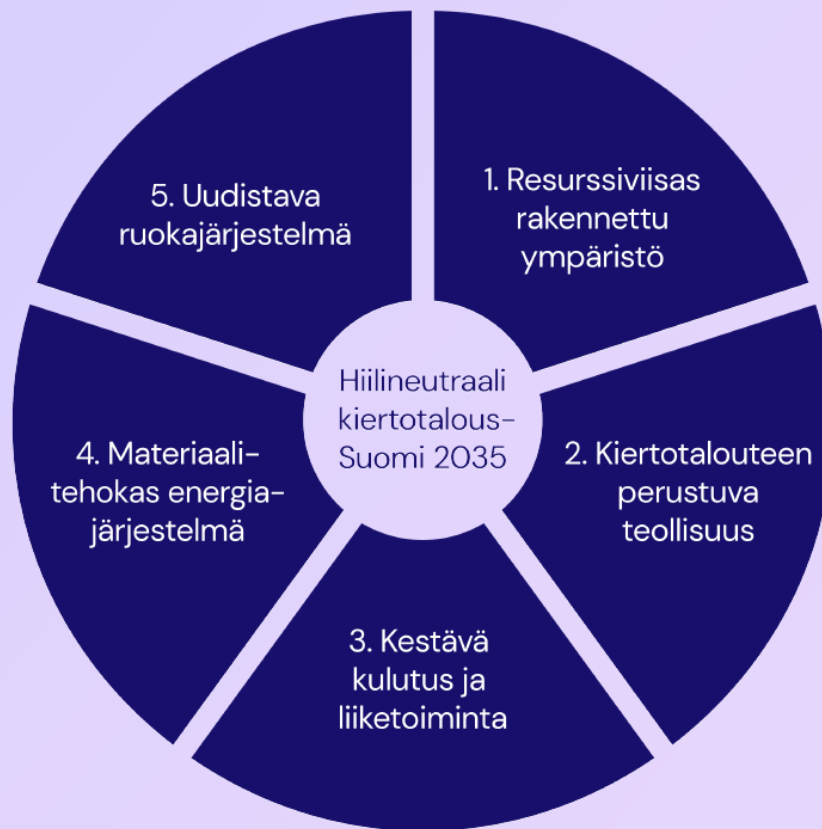 5. Uudistava
ruokajärjestelmä
1. Resurssiviisas
rakennettu
ympäristö
Hiilineutraali
kiertotalous-
Suomi 2035
4. Materiaali-
tehokas energia-
järjestelmä
2. Kiertotalouteen
perustuva
teollisuus
3. Kestävä
kulutus ja
liiketoiminta